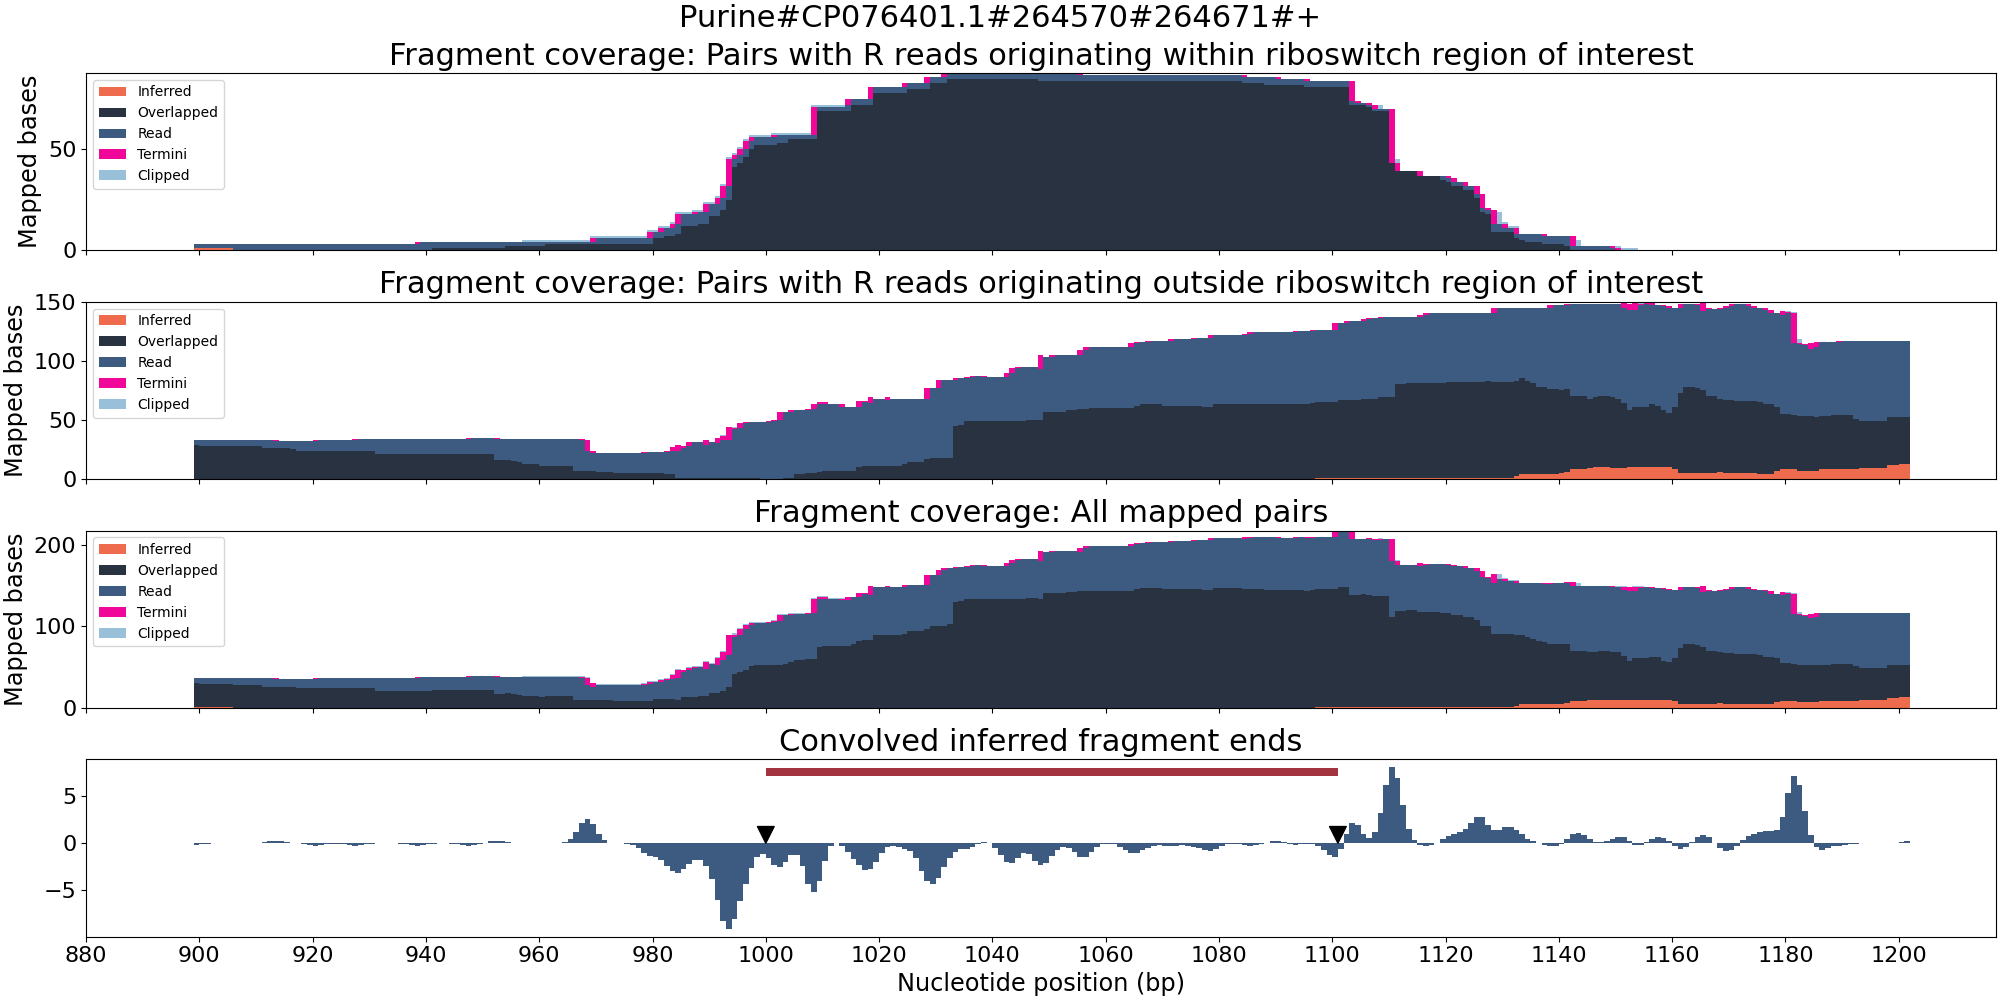 Purine#CP076401.1#264570#264671#+
Fragment coverage: Pairs with R reads originating within riboswitch region of interest
Mapped bases
50
0
Inferred
Overlapped
Read
Termini
Clipped
Fragment coverage: Pairs with R reads originating outside riboswitch region of interest
Mapped bases
150
100
50
0
Inferred
Overlapped
Read
Termini
Clipped
Fragment coverage: All mapped pairs
Mapped bases
200
100
0
Inferred
Overlapped
Read
Termini
Clipped
Convolved inferred fragment ends
5
0
−5
880 900 920 940 960 980 1000 1020 1040 1060 1080 1100 1120 1140 1160 1180 1200
Nucleotide position (bp)